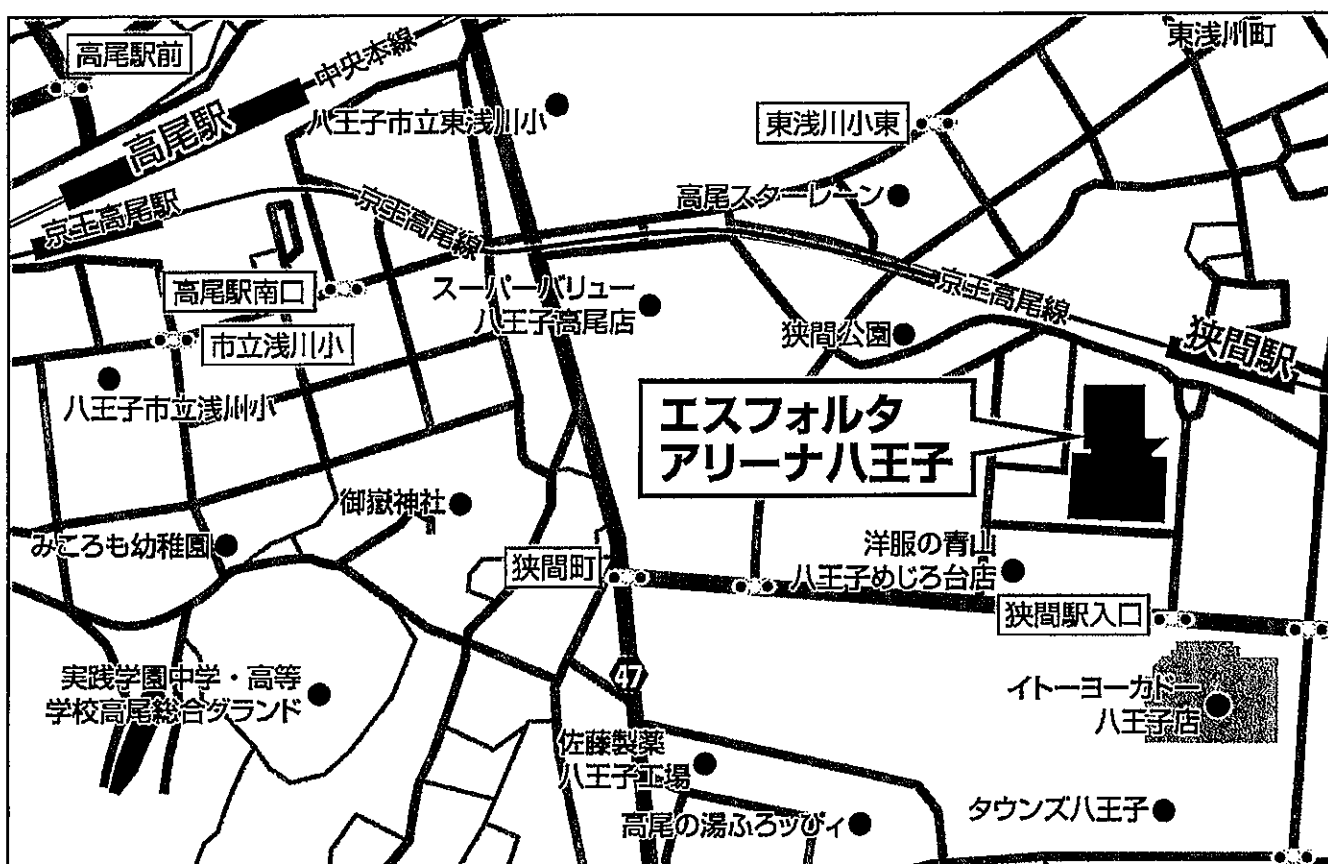 高尾駅前
中央本線
東浅川町
高尾駅
八王子市立東浅川小
東浅川小東
京王高尾駅
京王高尾線
高尾スターレーン
高尾駅南口
スーパーバリュー
八王子高尾店
京王高尾線
狭間公園
狭間駅
市立浅川小
八王子市立浅川小
エスフォルタ
アリーナ八王子
御嶽神社
みころも幼稚園
狭間町
洋服の青山
八王子めじろ台店
狭間駅入口
実践学園中学・高等
学校高尾総合グランド
47
イトーヨーカドー
八王子店
佐藤製薬
八王子工場
高尾の湯ふろッぴィ
タウンズ八王子